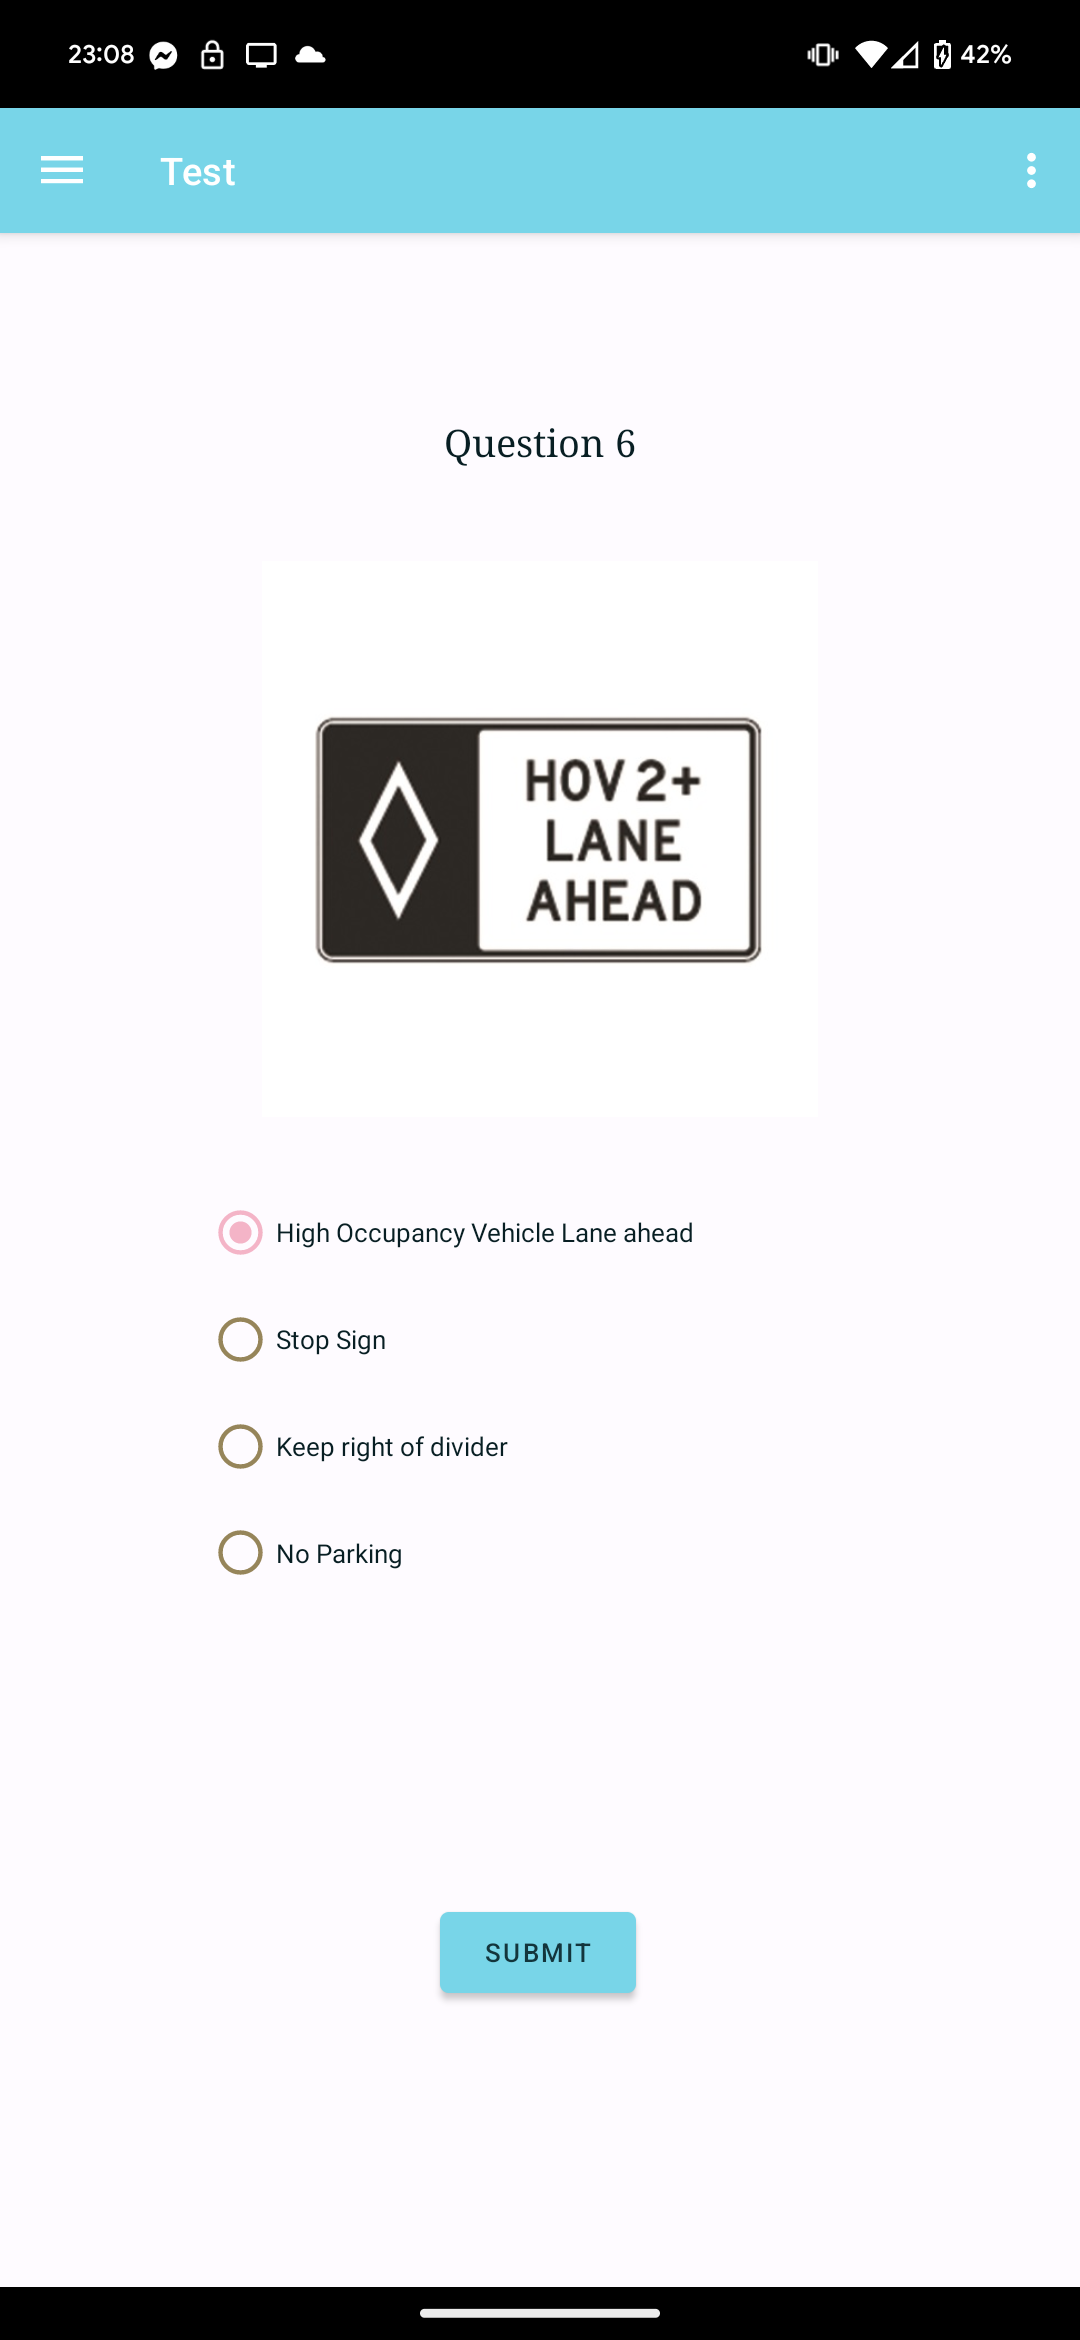 23:08
42%
Test
Question 6
HOV 2+
LANE
AHEAD
High Occupancy Vehicle Lane ahead
Stop Sign
Keep right of divider
No Parking
SUBMIT